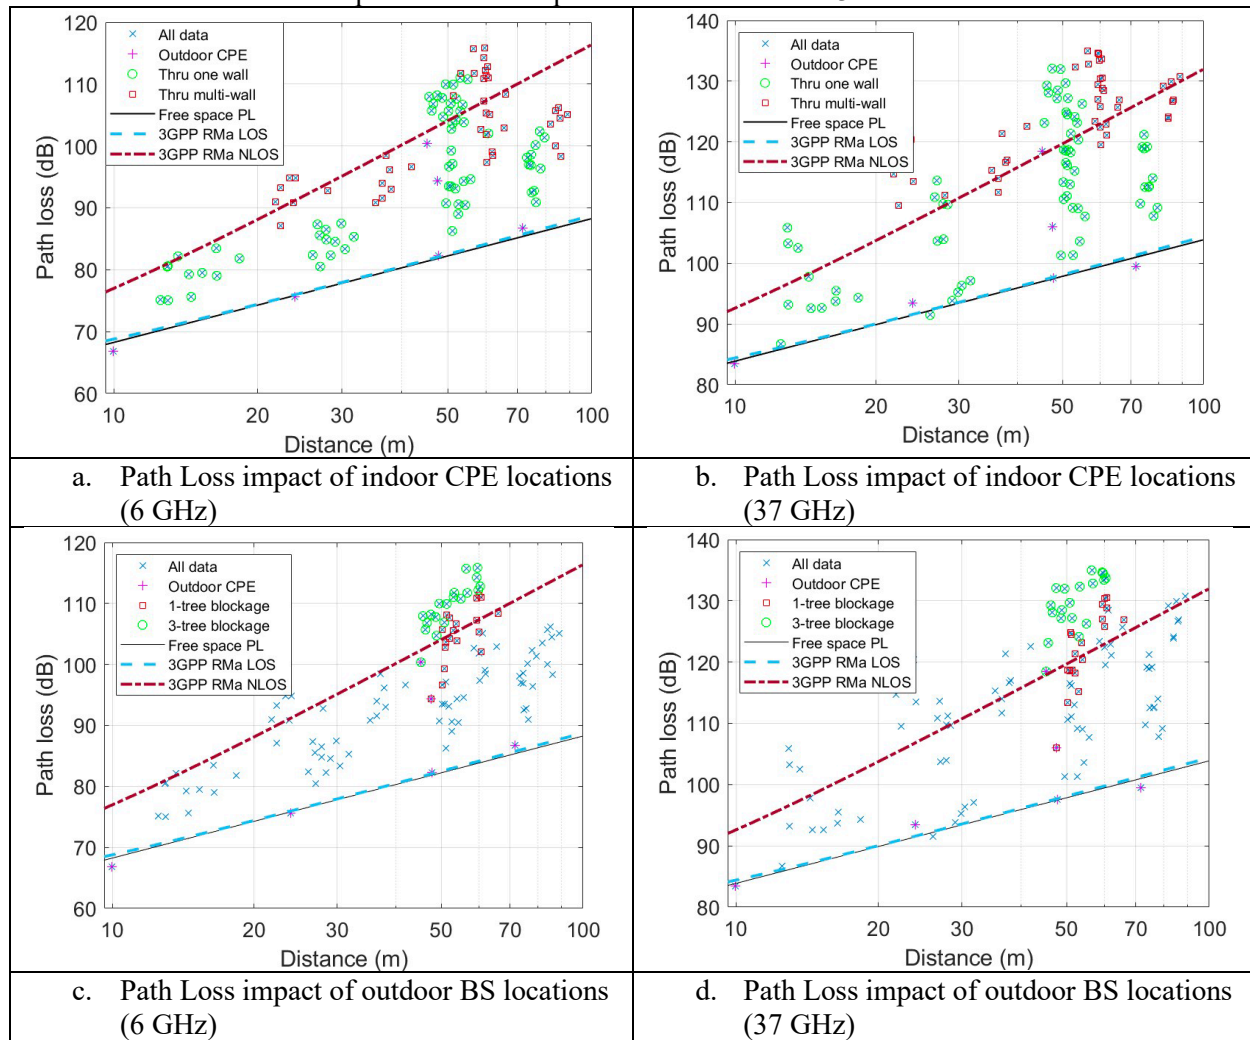 120
110
100
90
80
70
60
Path loss (dB)
All data
Outdoor CPE
Thru one wall
Thru multi-wall
Free space PL
3GPP RMa LOS
3GPP RMa NLOS
10
20
30
50
70
100
Distance (m)
140
130
120
110
100
90
80
Path loss (dB)
All data
Outdoor CPE
Thru one wall
Thru multi-wall
Free space PL
3GPP RMa LOS
3GPP RMa NLOS
10
20
30
50
70
100
Distance (m)
a. Path Loss impact of indoor CPE locations
(6 GHz)
b. Path Loss impact of indoor CPE locations
(37 GHz)
120
110
100
90
80
70
60
Path loss (dB)
All data
Outdoor CPE
1-tree blockage
3-tree blockage
Free space PL
3GPP RMa LOS
3GPP RMa NLOS
10
20
30
50
70
100
Distance (m)
140
130
120
110
100
90
80
Path loss (dB)
All data
Outdoor CPE
1-tree blockage
3-tree blockage
Free space PL
3GPP RMa LOS
3GPP RMa NLOS
10
20
30
50
70
100
Distance (m)
c. Path Loss impact of outdoor BS locations
(6 GHz)
d. Path Loss impact of outdoor BS locations
(37 GHz)